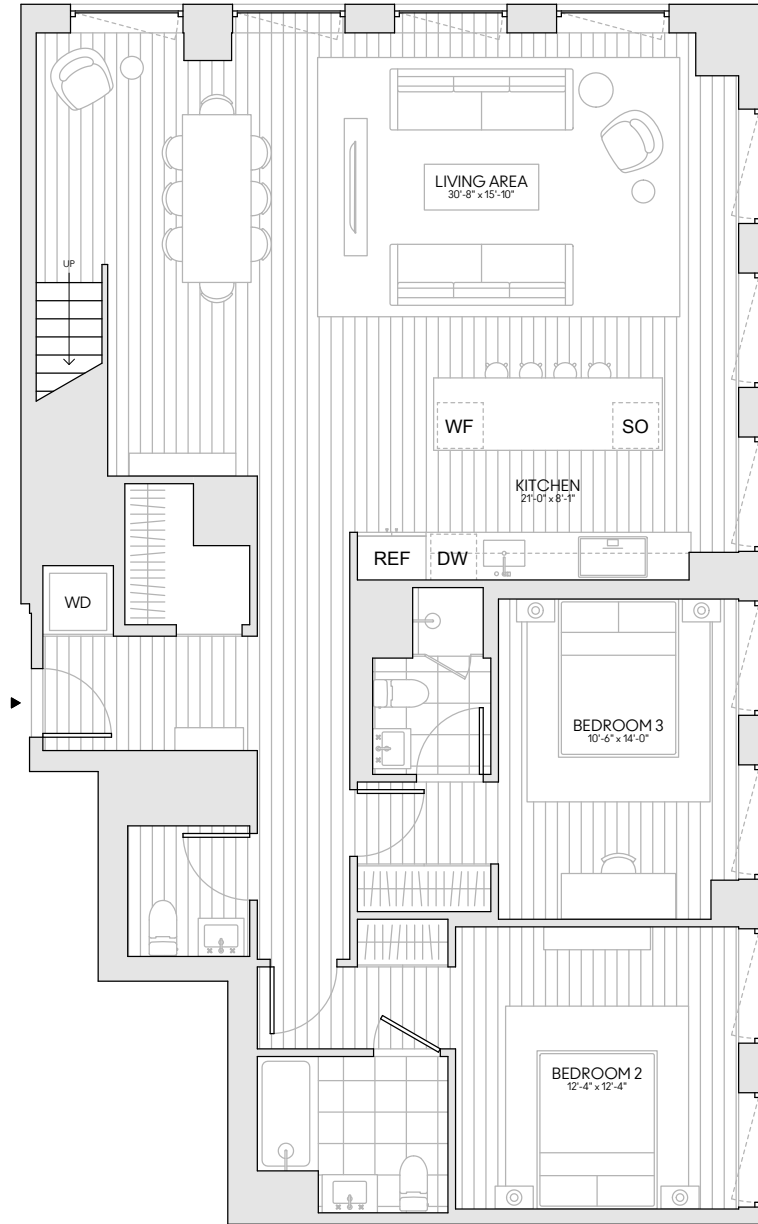 LIVING AREA
30'-8" x 15'-10"
UP
WF
SO
KITCHEN
21'-0" x 8'-1"
REF
DW
WD
BEDROOM 3
10'-6" x 14'-0"
BEDROOM 2
12'-4" x 12'-4"